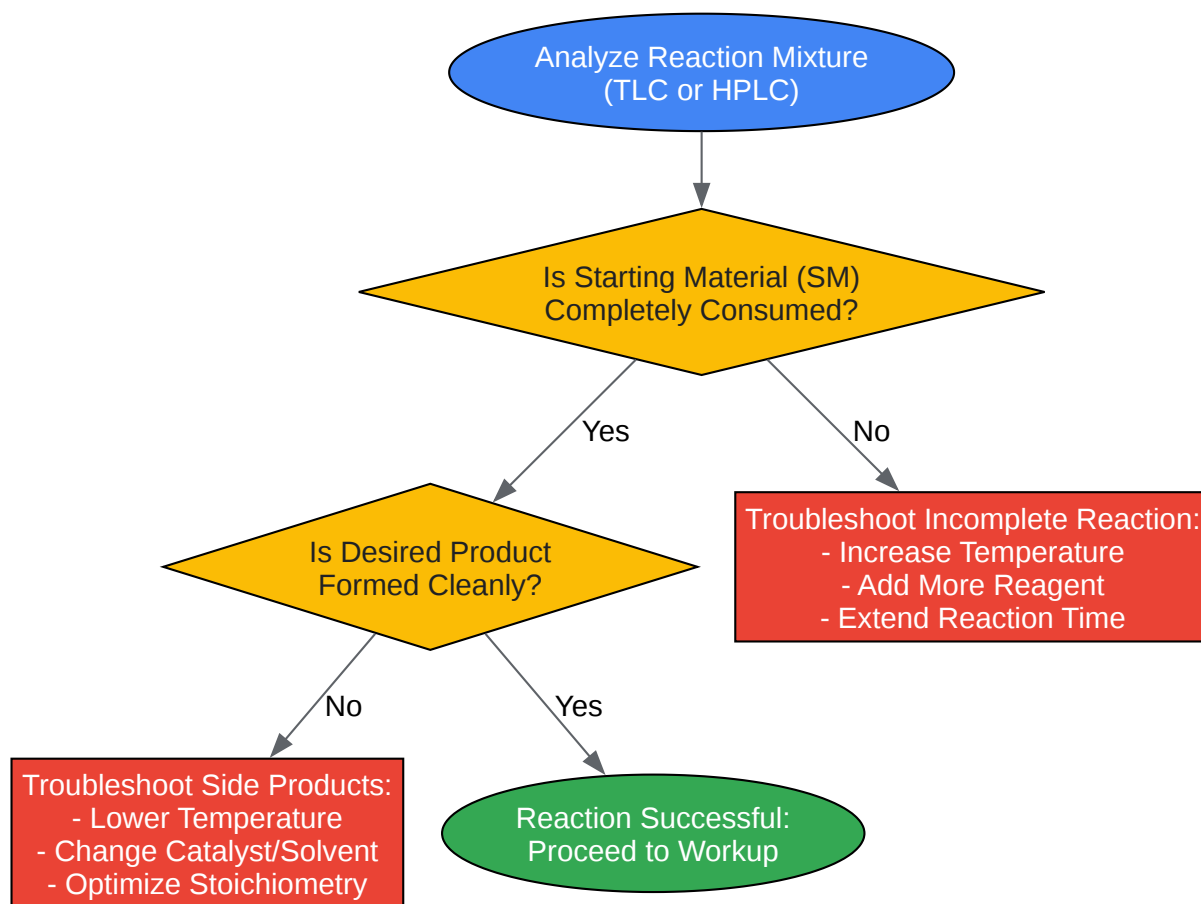 Analyze Reaction Mixture
(TLC or HPLC)
Is Starting Material (SM)
Completely Consumed?
Yes
No
Is Desired Product
Formed Cleanly?
Troubleshoot Incomplete Reaction:
- Increase Temperature
- Add More Reagent
- Extend Reaction Time
No
Yes
Troubleshoot Side Products:
- Lower Temperature
- Change Catalyst/Solvent
- Optimize Stoichiometry
Reaction Successful:
Proceed to Workup